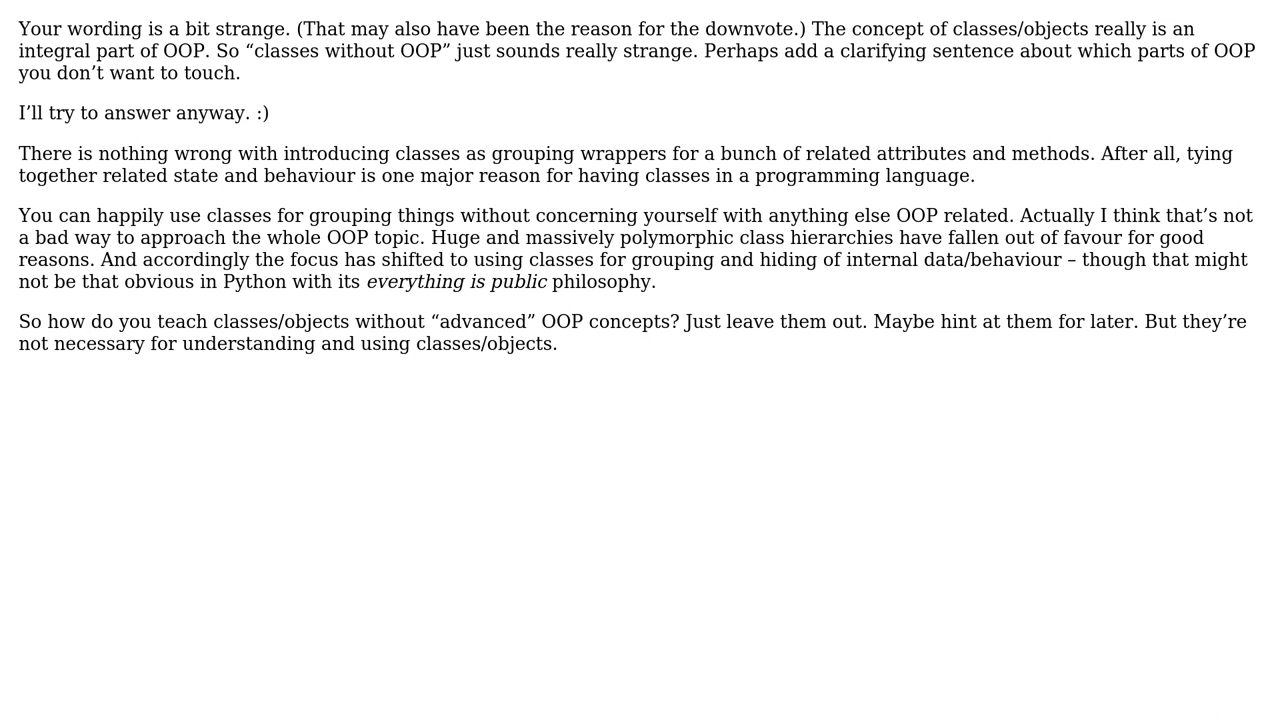 Your wording is a bit strange. (That may also have been the reason for the downvote.) The concept of classes/objects really is an
integral part of OOP. So “classes without OOP” just sounds really strange. Perhaps add a clarifying sentence about which parts of OOP
you don’t want to touch.
I’ll try to answer anyway. :)
There is nothing wrong with introducing classes as grouping wrappers for a bunch of related attributes and methods. After all, tying
together related state and behaviour is one major reason for having classes in a programming language.
You can happily use classes for grouping things without concerning yourself with anything else OOP related. Actually I think that’s not
a bad way to approach the whole OOP topic. Huge and massively polymorphic class hierarchies have fallen out of favour for good
reasons. And accordingly the focus has shifted to using classes for grouping and hiding of internal data/behaviour – though that might
not be that obvious in Python with its everything is public philosophy.
So how do you teach classes/objects without “advanced” OOP concepts? Just leave them out. Maybe hint at them for later. But they’re
not necessary for understanding and using classes/objects.